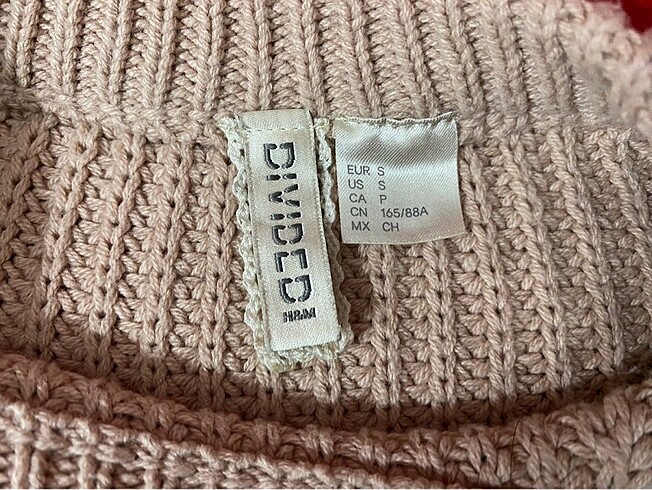 DIVIDED
H&M
EUR S
US S
CA P
CN 165/88A
MX CH